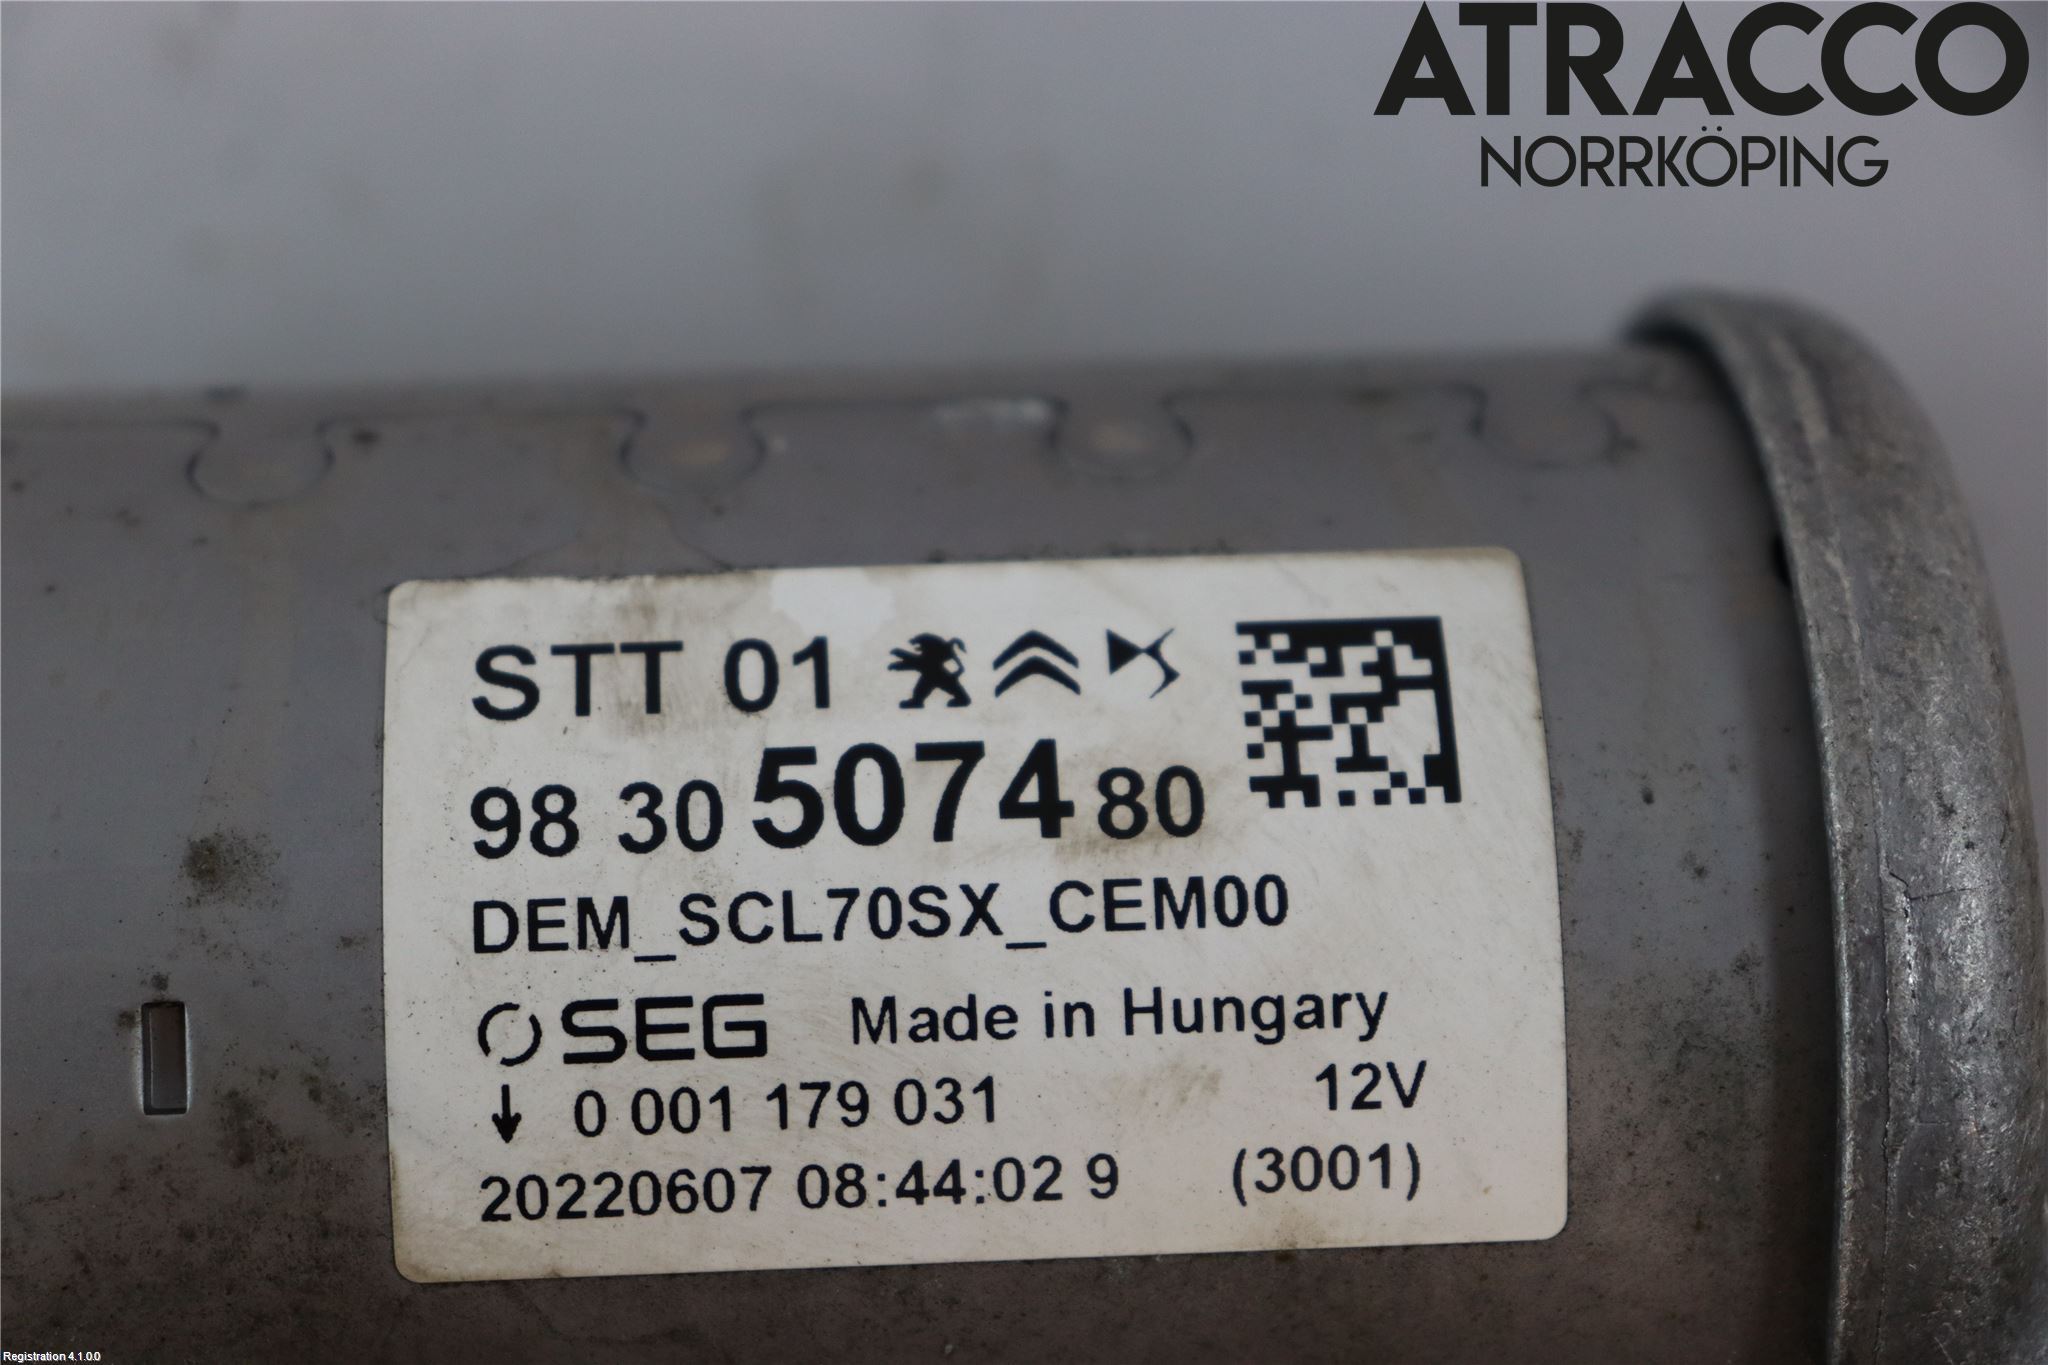 ATRACCO
NORRKÖPING
STT 01
98 30 5074 80
DEM_SCL70SX_CEM00
SEG Made in Hungary
0 001 179 031 12V
20220607 08:44:02 9 (3001)
Registration 4.1.0.0